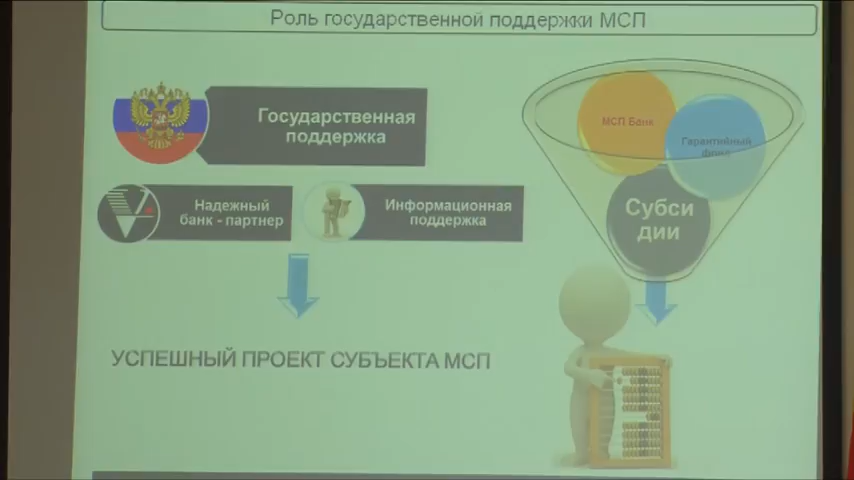 Роль государственной поддержки МСП
Государственная
поддержка
МСП Банк
Гарантийный
фонд
Надежный
банк - партнер
Информационная
поддержка
Субси
дии
УСПЕШНЫЙ ПРОЕКТ СУБЪЕКТА МСП